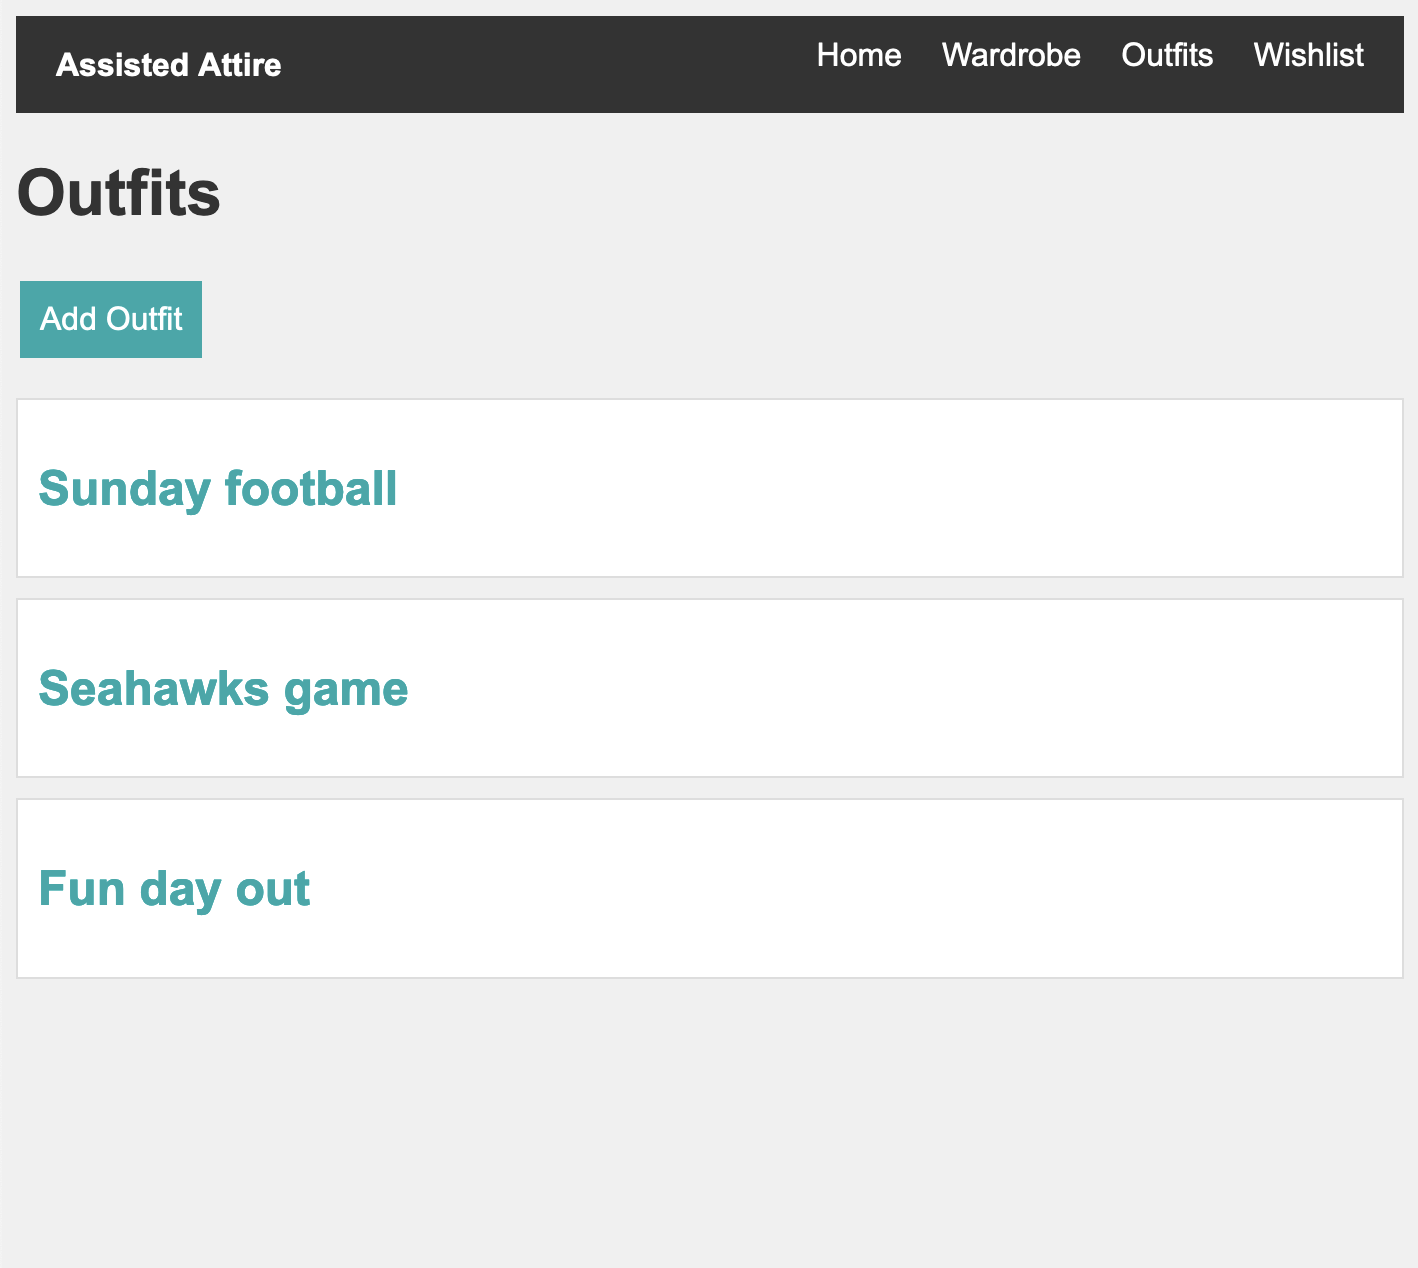 Assisted Attire
Home Wardrobe Outfits Wishlist
Outfits
Add Outfit
Sunday football
Seahawks game
Fun day out